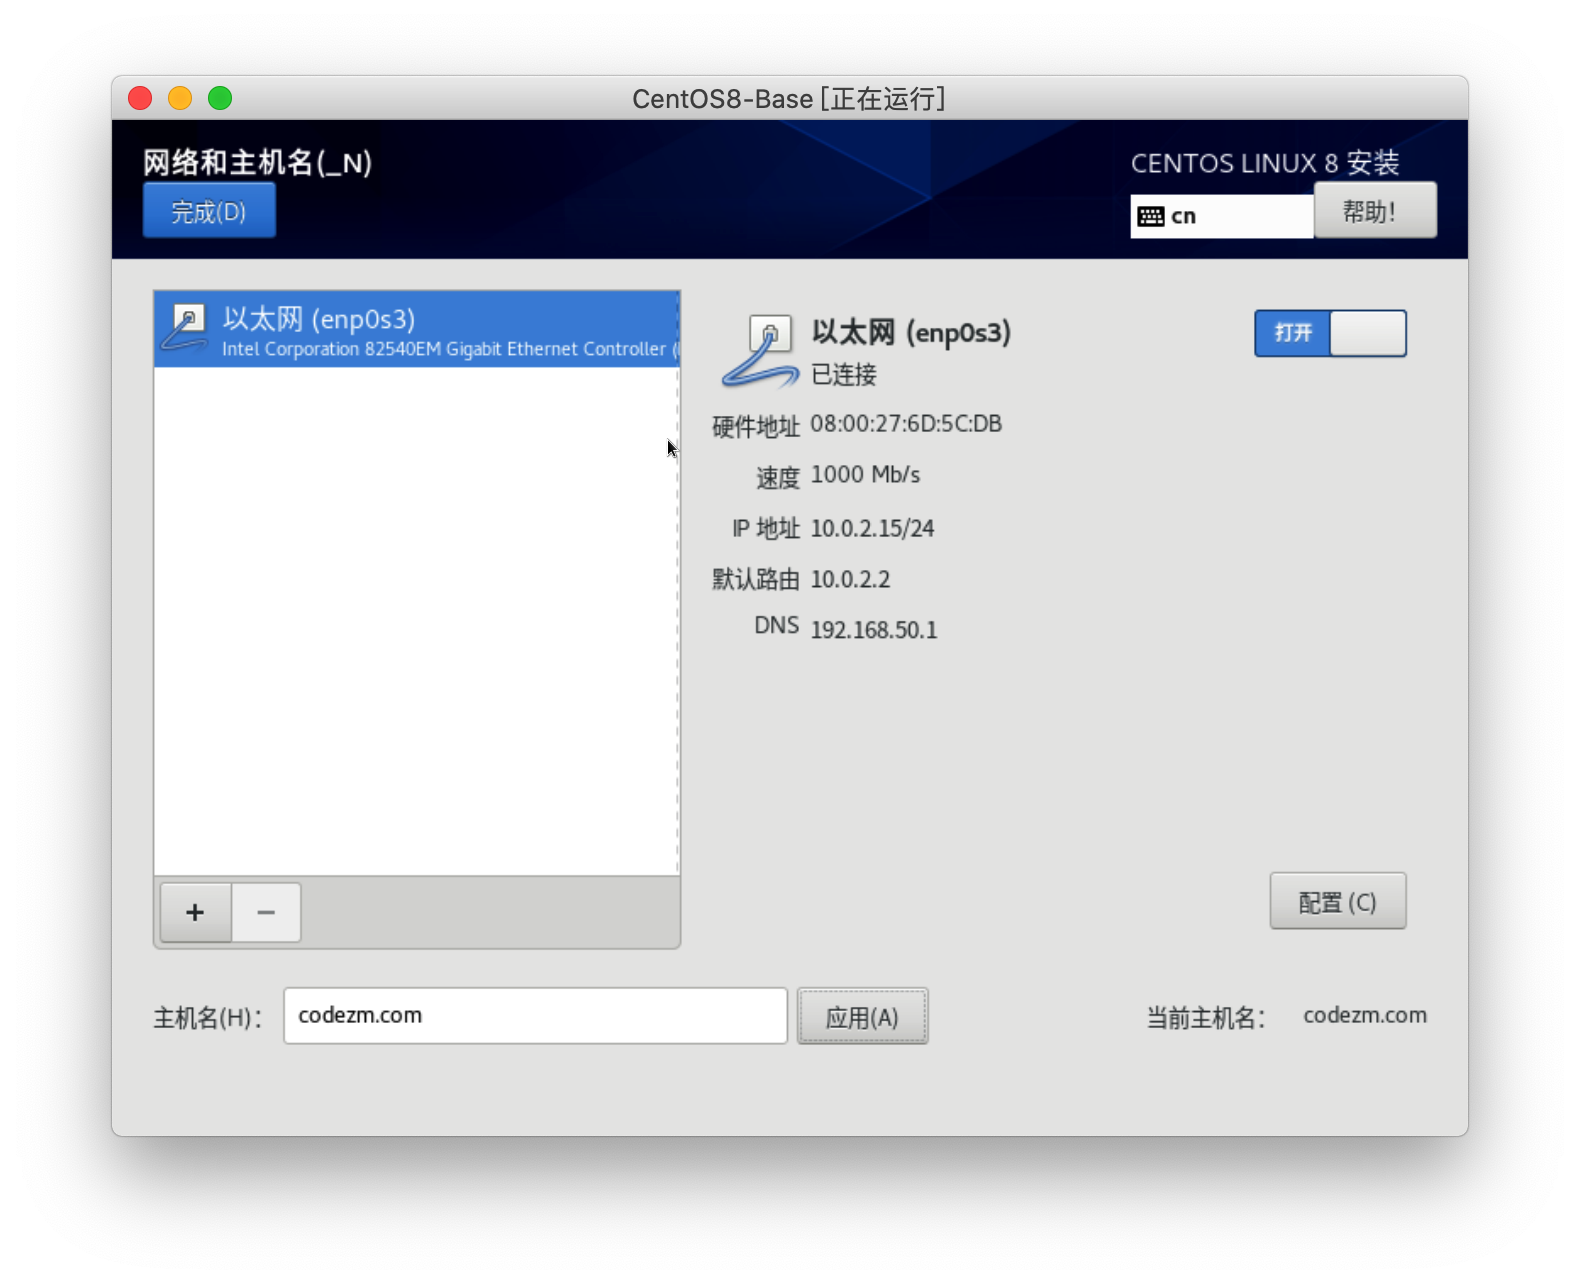 CentOS8-Base [正在运行]
网络和主机名(_N)
CENTOS LINUX 8 安装
完成(D)
cn
帮助!
以太网 (enp0s3)
Intel Corporation 82540EM Gigabit Ethernet Controller (
以太网 (enp0s3)
已连接
打开
硬件地址 08:00:27:6D:5C:DB
速度 1000 Mb/s
IP 地址 10.0.2.15/24
默认路由 10.0.2.2
DNS 192.168.50.1
+ −
配置 (C)
主机名(H)： codezm.com 应用(A) 当前主机名： codezm.com